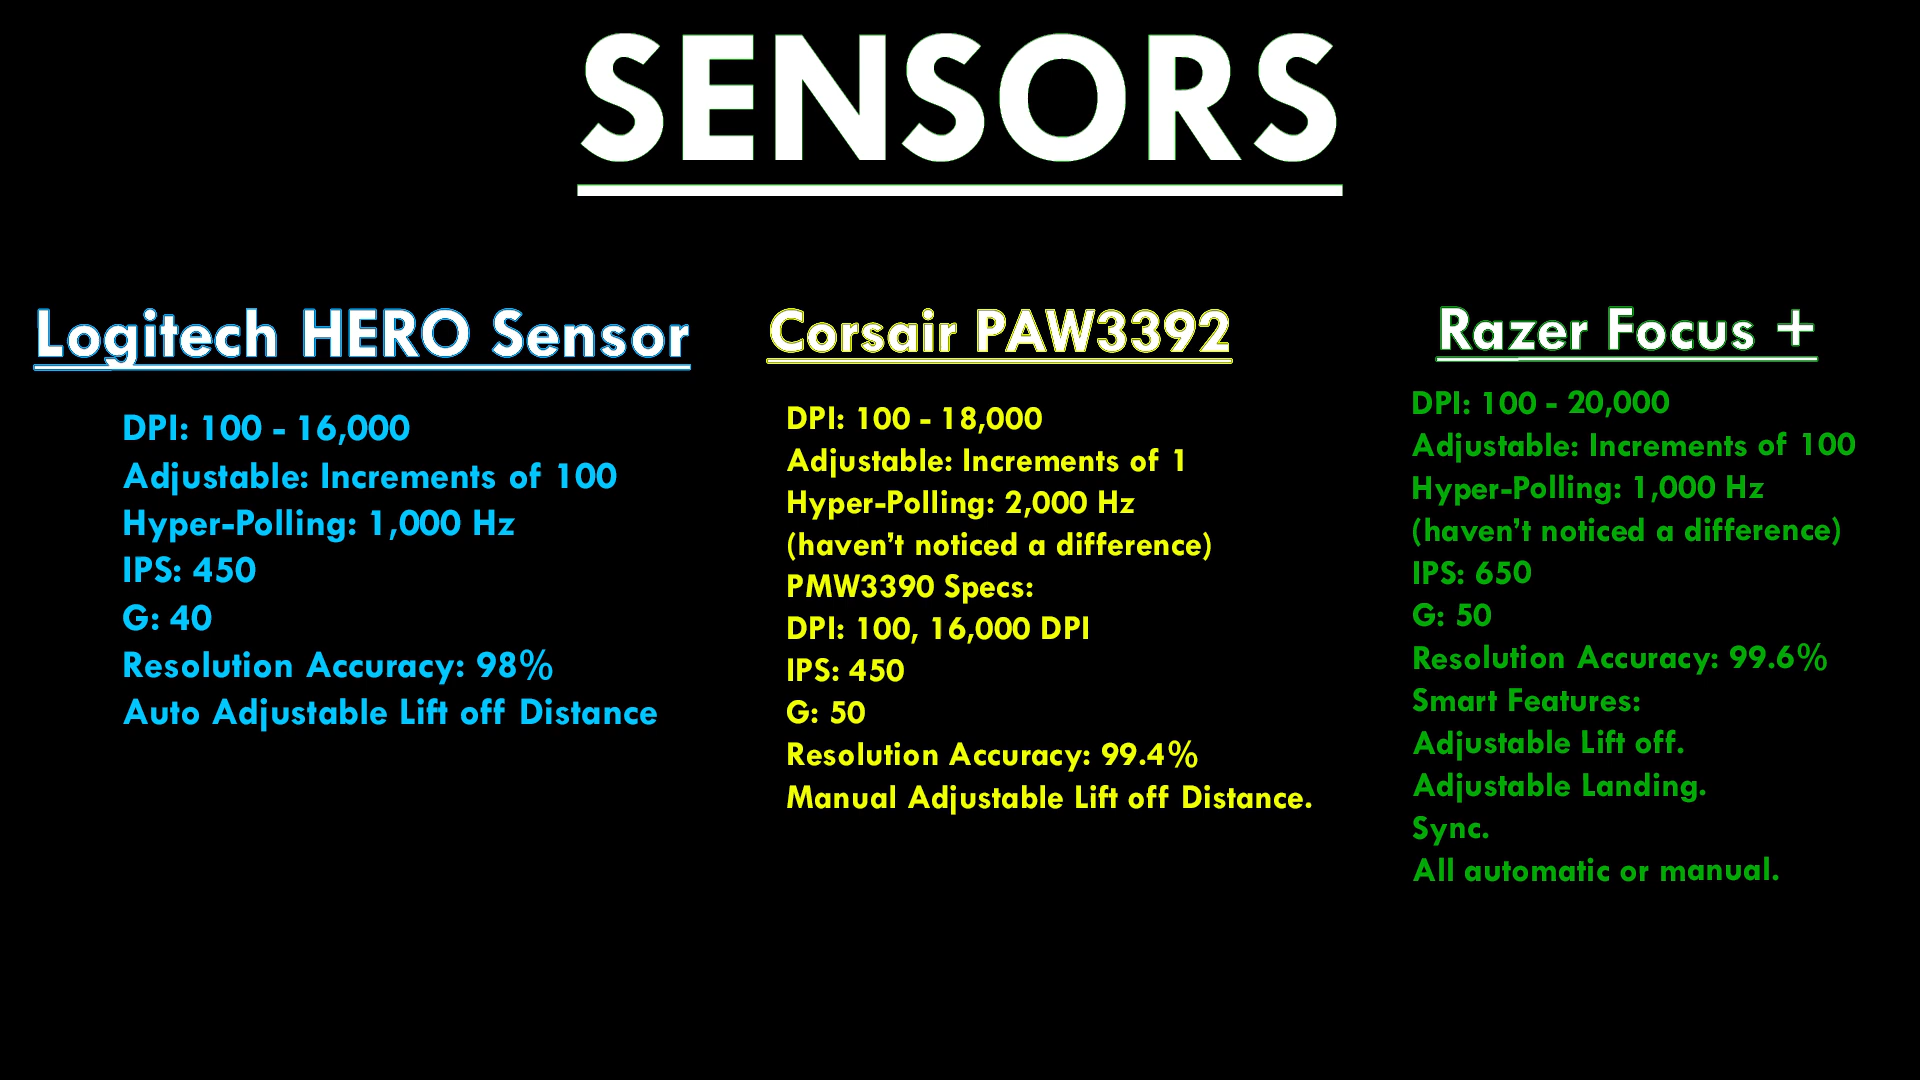 SENSORS
Logitech HERO Sensor
DPI: 100 - 16,000
Adjustable: Increments of 100
Hyper-Polling: 1,000 Hz
IPS: 450
G: 40
Resolution Accuracy: 98%
Auto Adjustable Lift off Distance
Corsair PAW3392
DPI: 100 - 18,000
Adjustable: Increments of 1
Hyper-Polling: 2,000 Hz
(haven’t noticed a difference)
PMW3390 Specs:
DPI: 100, 16,000 DPI
IPS: 450
G: 50
Resolution Accuracy: 99.4%
Manual Adjustable Lift off Distance.
Razer Focus +
DPI: 100 - 20,000
Adjustable: Increments of 100
Hyper-Polling: 1,000 Hz
(haven’t noticed a difference)
IPS: 650
G: 50
Resolution Accuracy: 99.6%
Smart Features:
Adjustable Lift off.
Adjustable Landing.
Sync.
All automatic or manual.